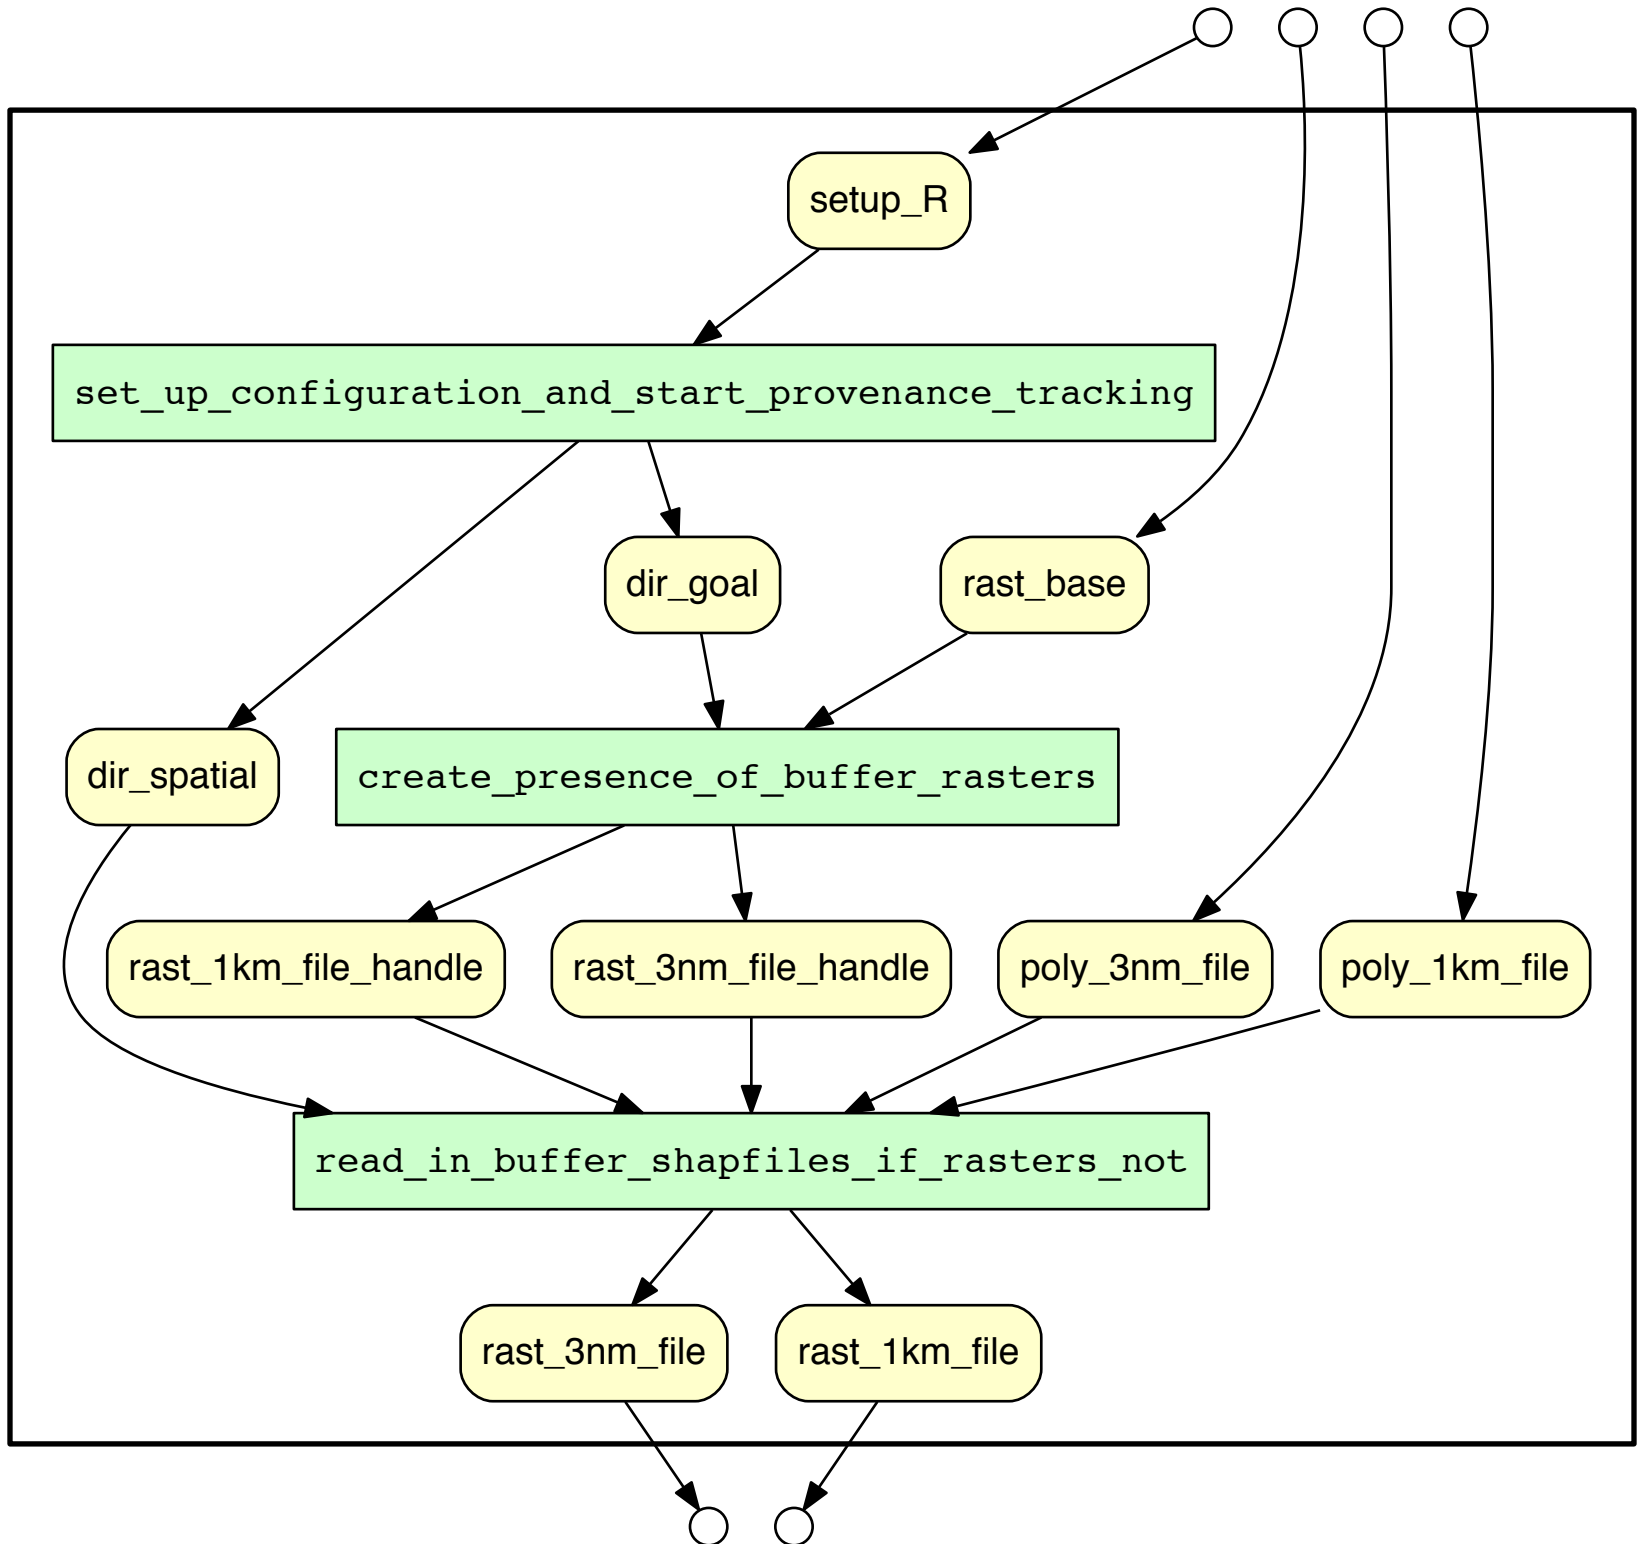 setup_R
set_up_configuration_and_start_provenance_tracking
dir_goal
rast_base
dir_spatial
create_presence_of_buffer_rasters
rast_1km_file_handle
rast_3nm_file_handle
poly_3nm_file
poly_1km_file
read_in_buffer_shapfiles_if_rasters_not
rast_3nm_file
rast_1km_file